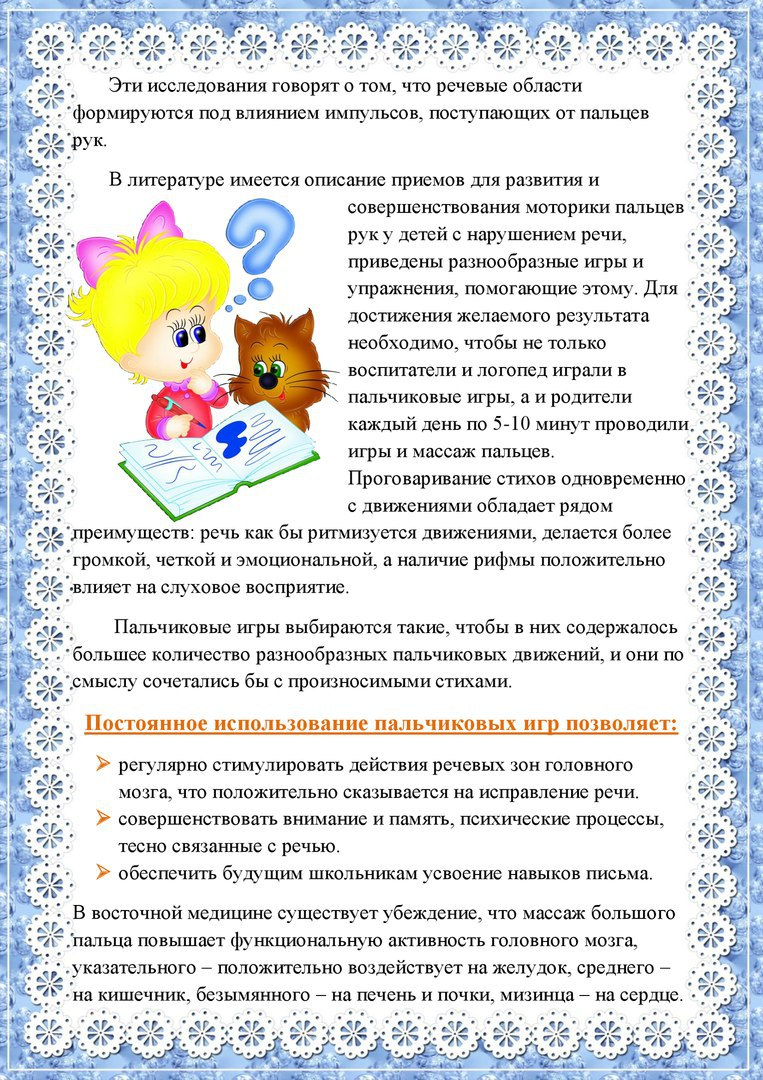 Эти исследования говорят о том, что речевые области
формируются под влиянием импульсов, поступающих от пальцев
рук.
В литературе имеется описание приемов для развития и
совершенствования моторики пальцев
рук у детей с нарушением речи,
приведены разнообразные игры и
упражнения, помогающие этому. Для
достижения желаемого результата
необходимо, чтобы не только
воспитатели и логопед играли в
пальчиковые игры, а и родители
каждый день по 5-10 минут проводили
игры и массаж пальцев.
Проговаривание стихов одновременно
с движениями обладает рядом
преимуществ: речь как бы ритмизуется движениями, делается более
громкой, четкой и эмоциональной, а наличие рифмы положительно
влияет на слуховое восприятие.
Пальчиковые игры выбираются такие, чтобы в них содержалось
большее количество разнообразных пальчиковых движений, и они по
смыслу сочетались бы с произносимыми стихами.
Постоянное использование пальчиковых игр позволяет:
➢ регулярно стимулировать действия речевых зон головного
мозга, что положительно сказывается на исправление речи.
➢ совершенствовать внимание и память, психические процессы,
тесно связанные с речью.
➢ обеспечить будущим школьникам усвоение навыков письма.
В восточной медицине существует убеждение, что массаж большого
пальца повышает функциональную активность головного мозга,
указательного – положительно воздействует на желудок, среднего –
на кишечник, безымянного – на печень и почки, мизинца – на сердце.